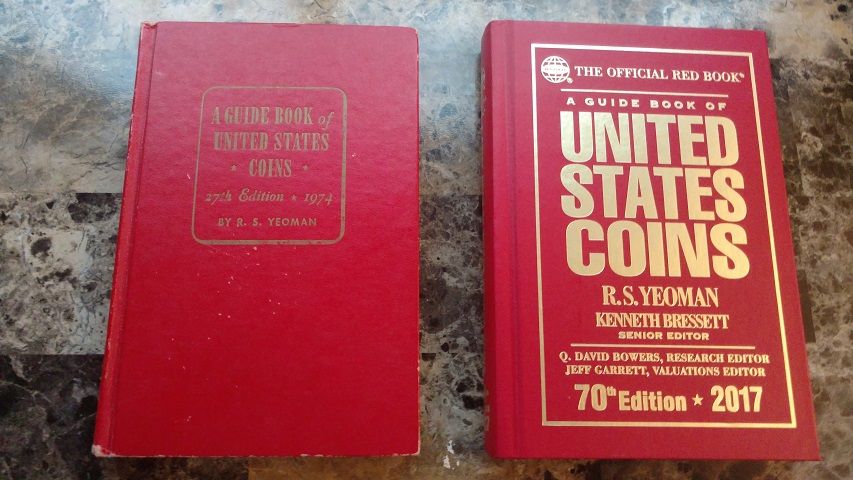 A GUIDE BOOK of
UNITED STATES
★ COINS ★
27th Edition ★ 1974
BY R. S. YEOMAN
THE OFFICIAL RED BOOK®
A GUIDE BOOK OF
UNITED
STATES
COINS
R.S. YEOMAN
KENNETH BRESSETT
SENIOR EDITOR
Q. DAVID BOWERS, RESEARCH EDITOR
JEFF GARRETT, VALUATIONS EDITOR
70th Edition ★ 2017